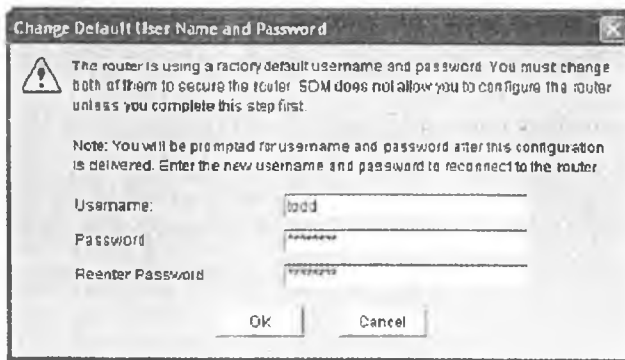 Change Default User Name and Password
The router is using a factory default username and password. You must change
both of them to secure the router. SDM does not allow you to configure the router
unless you complete this step first.
Note: You will be prompted for username and password after this configuration
is delivered. Enter the new username and password to reconnect to the router
Username:
todd
Password
********
Reenter Password
********
OK
Cancel